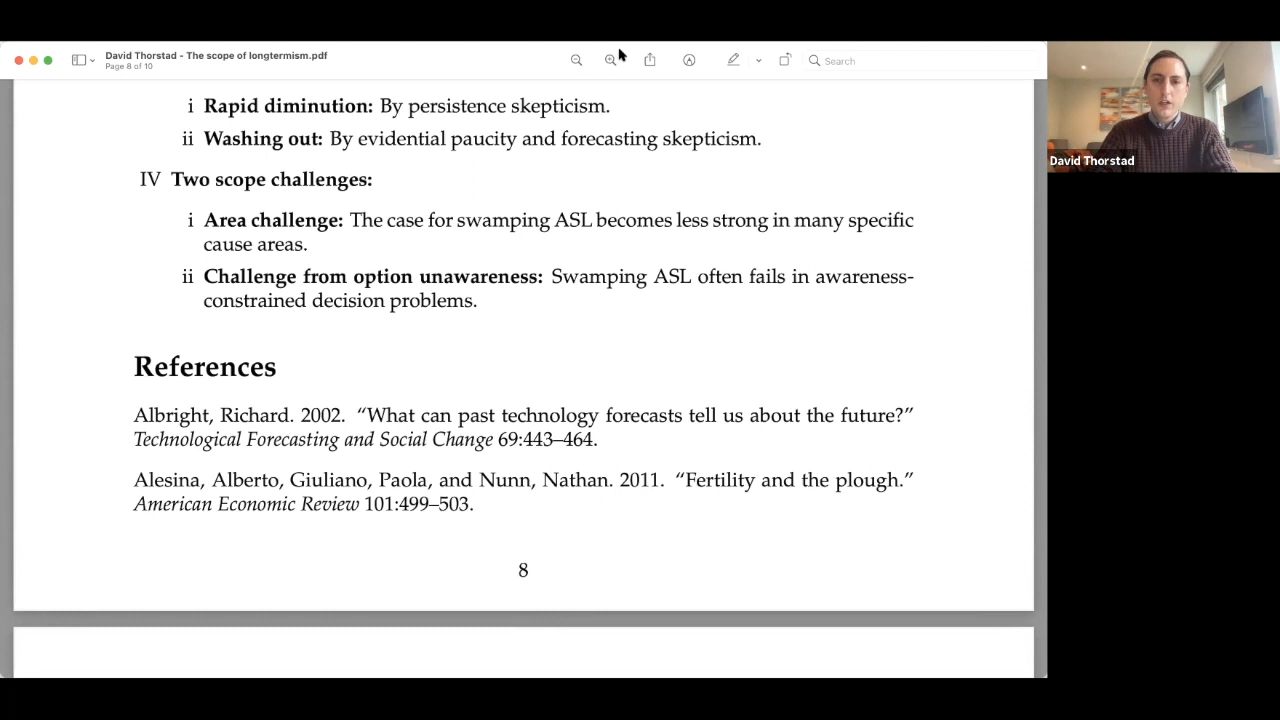 David Thorstad - The scope of longtermism.pdf
Page 8 of 10
Search
David Thorstad
i Rapid diminution: By persistence skepticism.
ii Washing out: By evidential paucity and forecasting skepticism.
IV Two scope challenges:
i Area challenge: The case for swamping ASL becomes less strong in many specific
cause areas.
ii Challenge from option unawareness: Swamping ASL often fails in awareness-
constrained decision problems.
References
Albright, Richard. 2002. “What can past technology forecasts tell us about the future?”
Technological Forecasting and Social Change 69:443–464.
Alesina, Alberto, Giuliano, Paola, and Nunn, Nathan. 2011. “Fertility and the plough.”
American Economic Review 101:499–503.
8